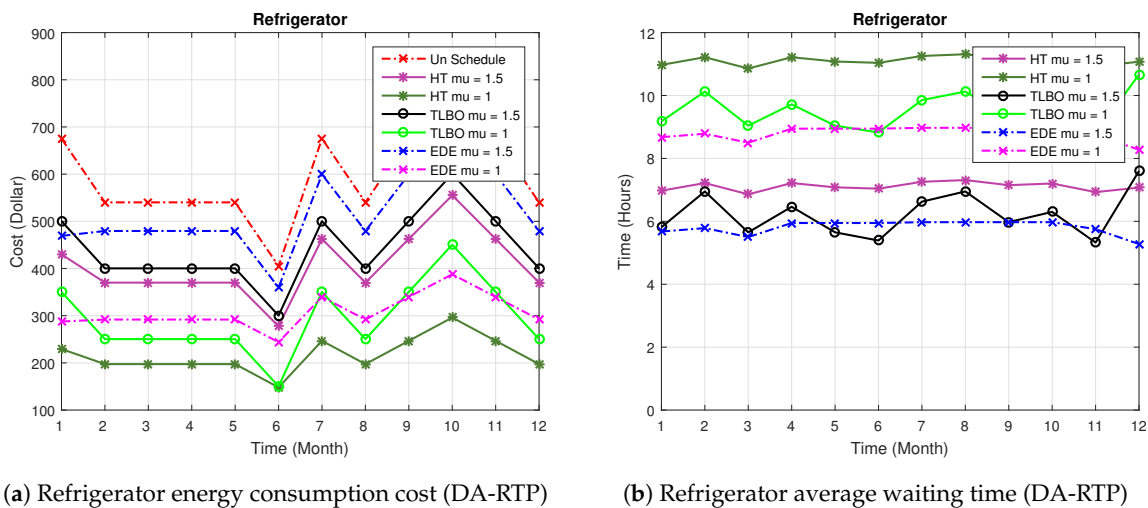 Refrigerator
900
800
700
600
500
400
300
200
100
Cost (Dollar)
Un Schedule
HT mu = 1.5
HT mu = 1
TLBO mu = 1.5
TLBO mu = 1
EDE mu = 1.5
EDE mu = 1
1 2 3 4 5 6 7 8 9 10 11 12
Time (Month)
(a) Refrigerator energy consumption cost (DA-RTP)
Refrigerator
12
10
8
6
4
2
0
Time (Hours)
HT mu = 1.5
HT mu = 1
TLBO mu = 1.5
TLBO mu = 1
EDE mu = 1.5
EDE mu = 1
1 2 3 4 5 6 7 8 9 10 11 12
Time (Month)
(b) Refrigerator average waiting time (DA-RTP)